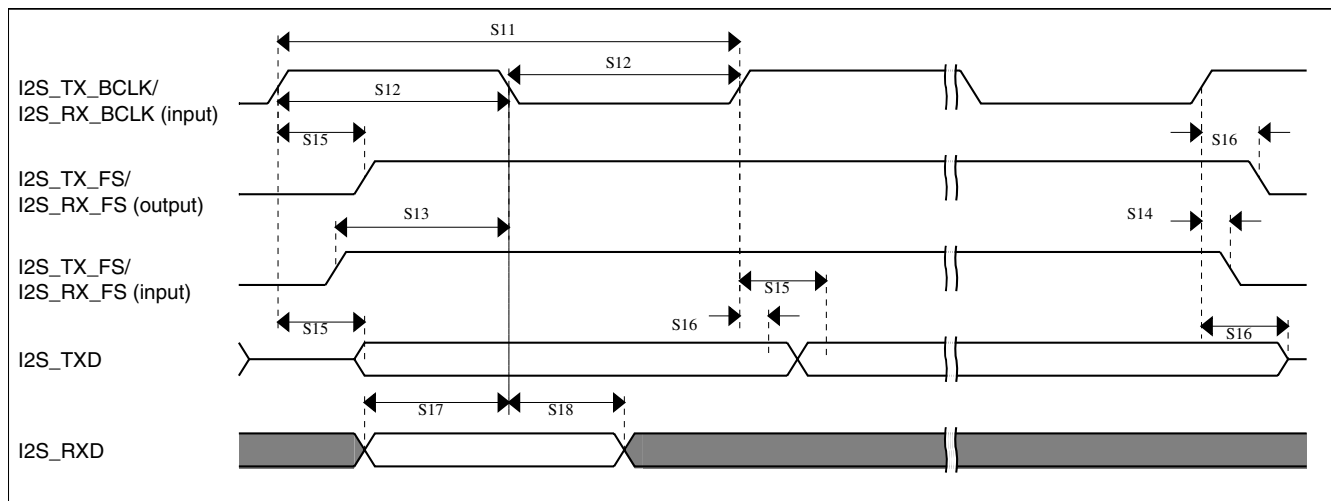 S11
S12
I2S_TX_BCLK/
I2S_RX_BCLK (input)
S12
S15
S16
I2S_TX_FS/
I2S_RX_FS (output)
S13
S14
I2S_TX_FS/
I2S_RX_FS (input)
S15
S16
S15
S16
I2S_TXD
S17
S18
I2S_RXD